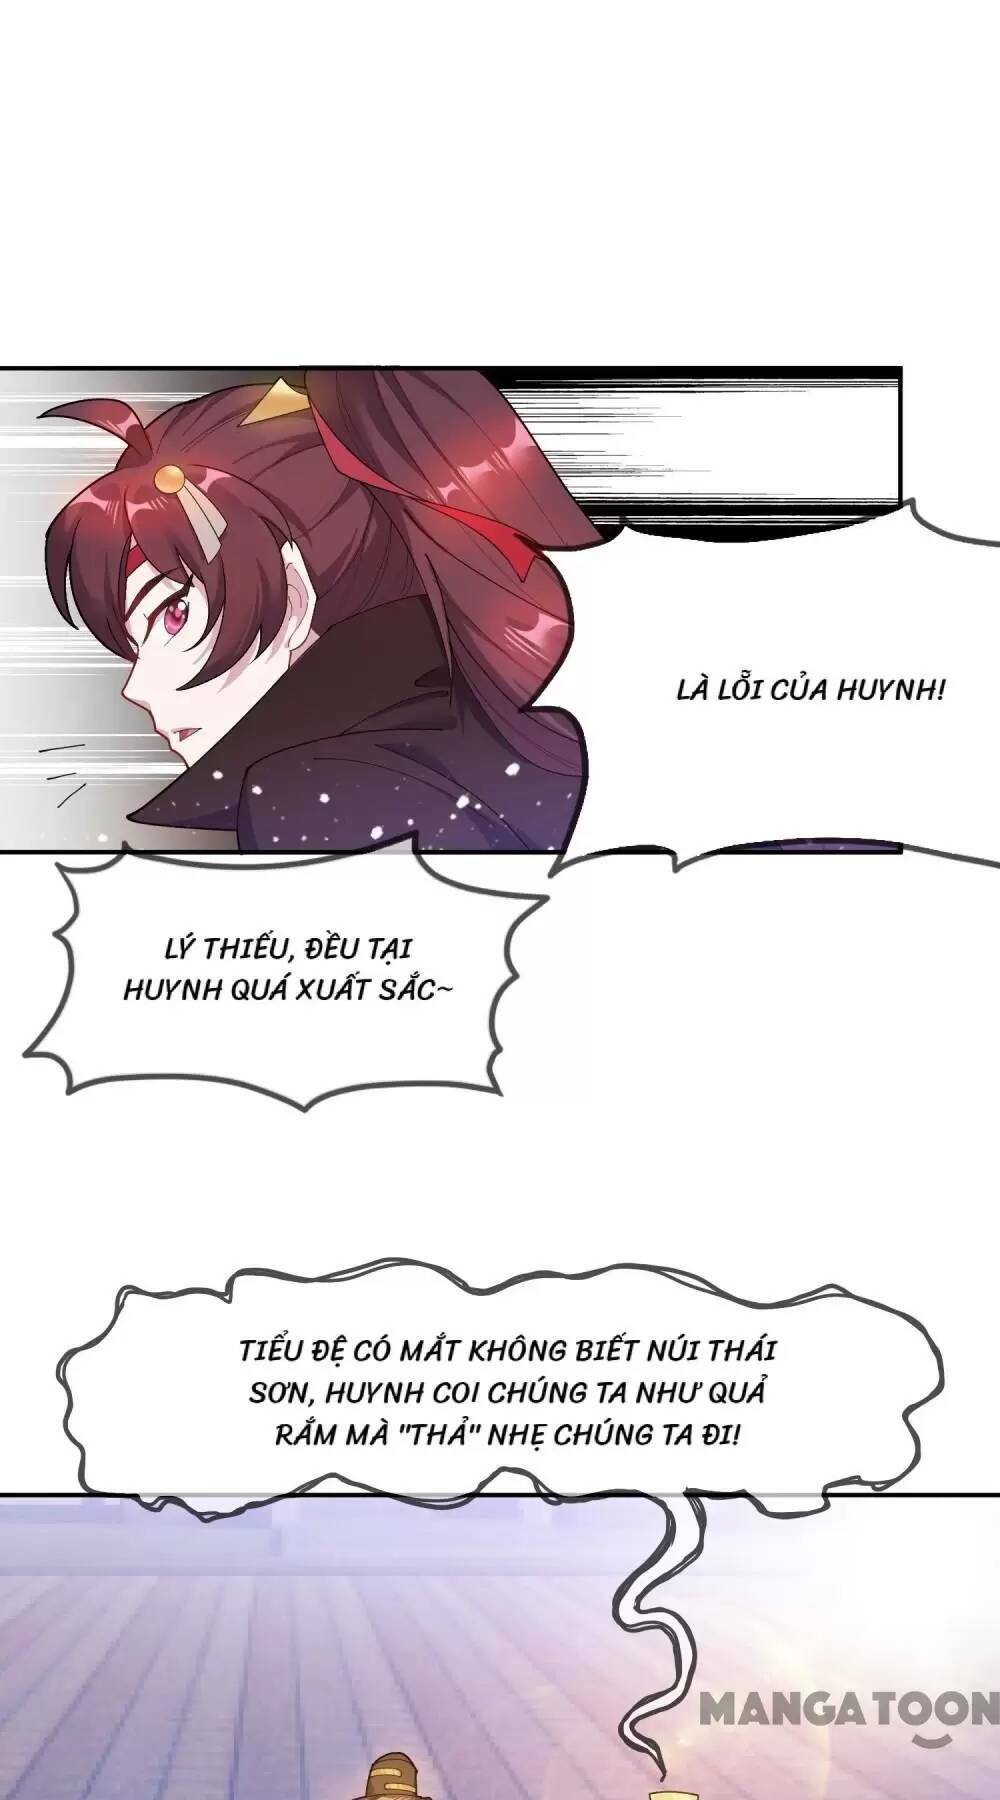 LÀ LỖI CỦA HUYNH!
LÝ THIẾU, ĐỀU TẠI
HUYNH QUÁ XUẤT SẮC~
TIỂU ĐỆ CÓ MẮT KHÔNG BIẾT NÚI THÁI
SƠN, HUYNH COI CHÚNG TA NHƯ QUẢ
RẮM MÀ "THẢ" NHẸ CHÚNG TA ĐI!
MANGATOON